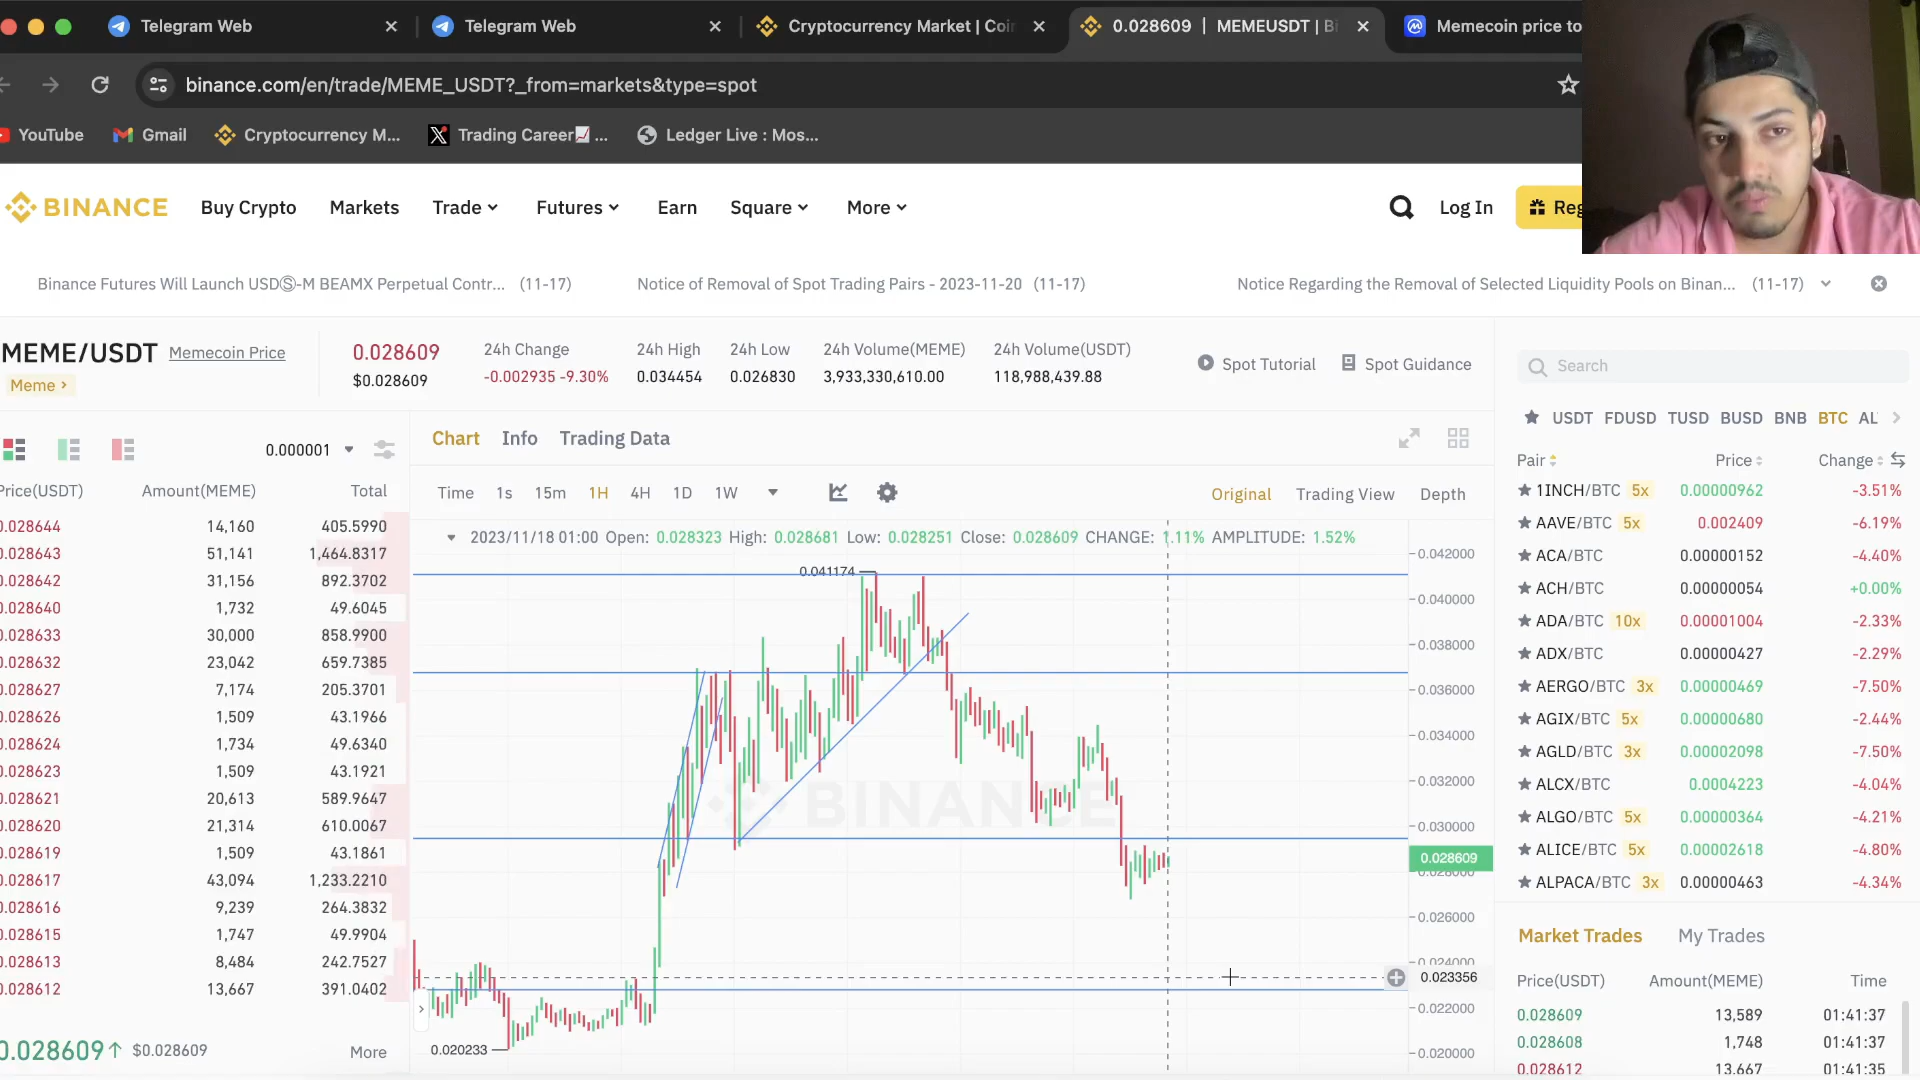 Telegram Web
Telegram Web
Cryptocurrency Market | Coi
0.028609 | MEMEUSDT | Bi
Memecoin price to
binance.com/en/trade/MEME_USDT?_from=markets&type=spot
YouTube
Gmail
Cryptocurrency M...
Trading Career📈 ...
Ledger Live : Mos...
BINANCE
Buy Crypto
Markets
Trade
Futures
Earn
Square
More
Log In
Reg
Binance Futures Will Launch USDⓈ-M BEAMX Perpetual Contr... (11-17)
Notice of Removal of Spot Trading Pairs - 2023-11-20 (11-17)
Notice Regarding the Removal of Selected Liquidity Pools on Binan... (11-17)
MEME/USDT Memecoin Price
Meme
0.028609
$0.028609
24h Change
-0.002935 -9.30%
24h High
0.034454
24h Low
0.026830
24h Volume(MEME)
3,933,330,610.00
24h Volume(USDT)
118,988,439.88
Spot Tutorial
Spot Guidance
0.000001
Price(USDT) Amount(MEME) Total
0.028644 14,160 405.5990
0.028643 51,141 1,464.8317
0.028642 31,156 892.3702
0.028640 1,732 49.6045
0.028633 30,000 858.9900
0.028632 23,042 659.7385
0.028627 7,174 205.3701
0.028626 1,509 43.1966
0.028624 1,734 49.6340
0.028623 1,509 43.1921
0.028621 20,613 589.9647
0.028620 21,314 610.0067
0.028619 1,509 43.1861
0.028617 43,094 1,233.2210
0.028616 9,239 264.3832
0.028615 1,747 49.9904
0.028613 8,484 242.7527
0.028612 13,667 391.0402
0.028609↑ $0.028609 More
Chart Info Trading Data
Time 1s 15m 1H 4H 1D 1W
Original Trading View Depth
2023/11/18 01:00 Open: 0.028323 High: 0.028681 Low: 0.028251 Close: 0.028609 CHANGE: 1.11% AMPLITUDE: 1.52%
0.041174
BINANCE
0.020233
0.042000
0.040000
0.038000
0.036000
0.034000
0.032000
0.030000
0.028609
0.028000
0.026000
0.024000
0.023356
0.022000
0.020000
Search
USDT FDUSD TUSD BUSD BNB BTC AL
Pair Price Change
1INCH/BTC 5x 0.00000962 -3.51%
AAVE/BTC 5x 0.002409 -6.19%
ACA/BTC 0.00000152 -4.40%
ACH/BTC 0.00000054 +0.00%
ADA/BTC 10x 0.00001004 -2.33%
ADX/BTC 0.00000427 -2.29%
AERGO/BTC 3x 0.00000469 -7.50%
AGIX/BTC 5x 0.00000680 -2.44%
AGLD/BTC 3x 0.00002098 -7.50%
ALCX/BTC 0.0004223 -4.04%
ALGO/BTC 5x 0.00000364 -4.21%
ALICE/BTC 5x 0.00002618 -4.80%
ALPACA/BTC 3x 0.00000463 -4.34%
Market Trades My Trades
Price(USDT) Amount(MEME) Time
0.028609 13,589 01:41:37
0.028608 1,748 01:41:37
0.028612 13,667 01:41:35